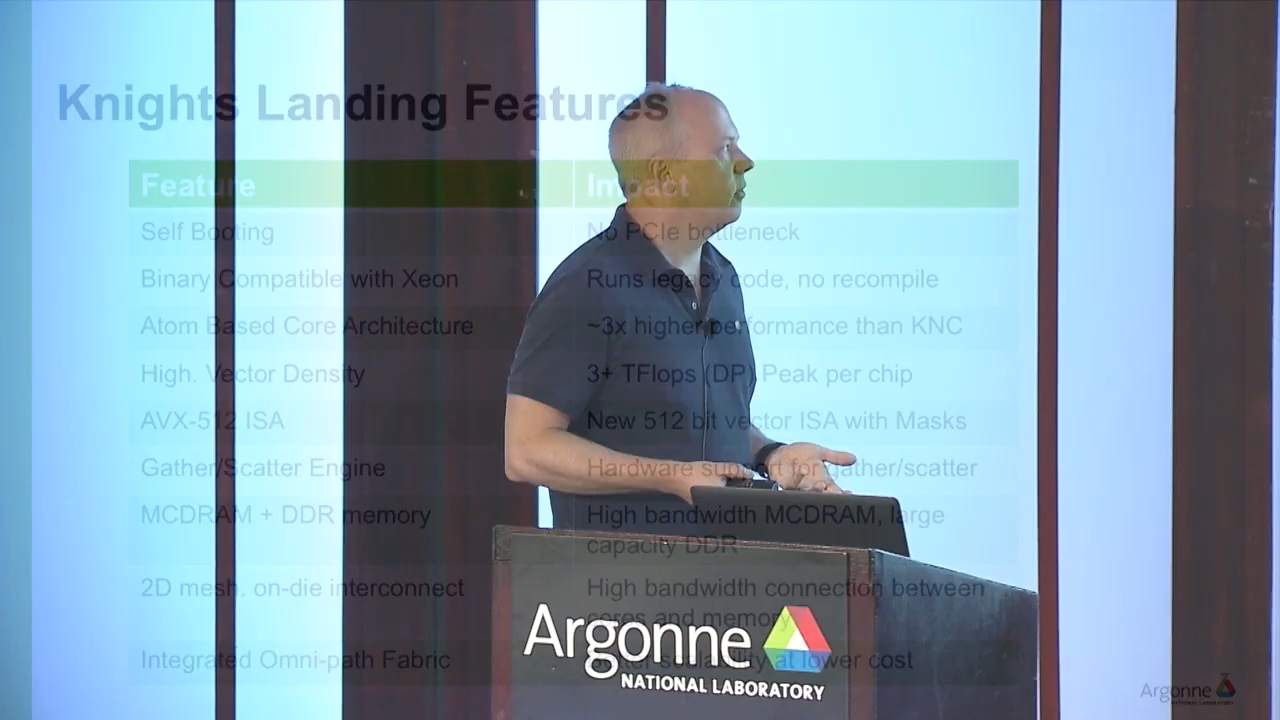 Knights Landing Features
Feature Impact
Self Booting No PCIe bottleneck
Binary Compatible with Xeon Runs legacy code, no recompile
Atom Based Core Architecture ~3x higher performance than KNC
High. Vector Density 3+ TFlops (DP) Peak per chip
AVX-512 ISA New 512 bit vector ISA with Masks
Gather/Scatter Engine Hardware support for gather/scatter
MCDRAM + DDR memory High bandwidth MCDRAM, large
capacity DDR
2D mesh. on-die interconnect High bandwidth connection between
cores and memory
Integrated Omni-path Fabric scalability at lower cost
Argonne
NATIONAL LABORATORY
Argonne
NATIONAL LABORATORY